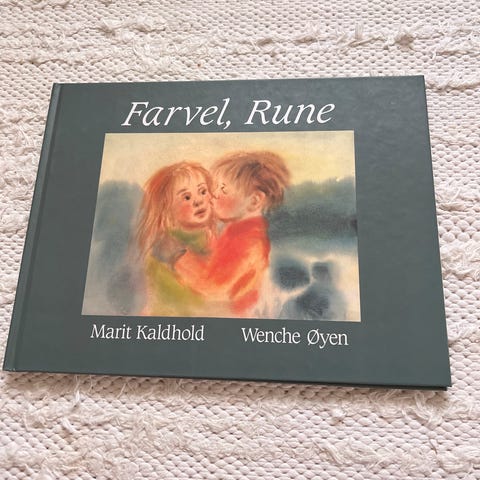 Farvel, Rune
Marit Kaldhold Wenche Øyen